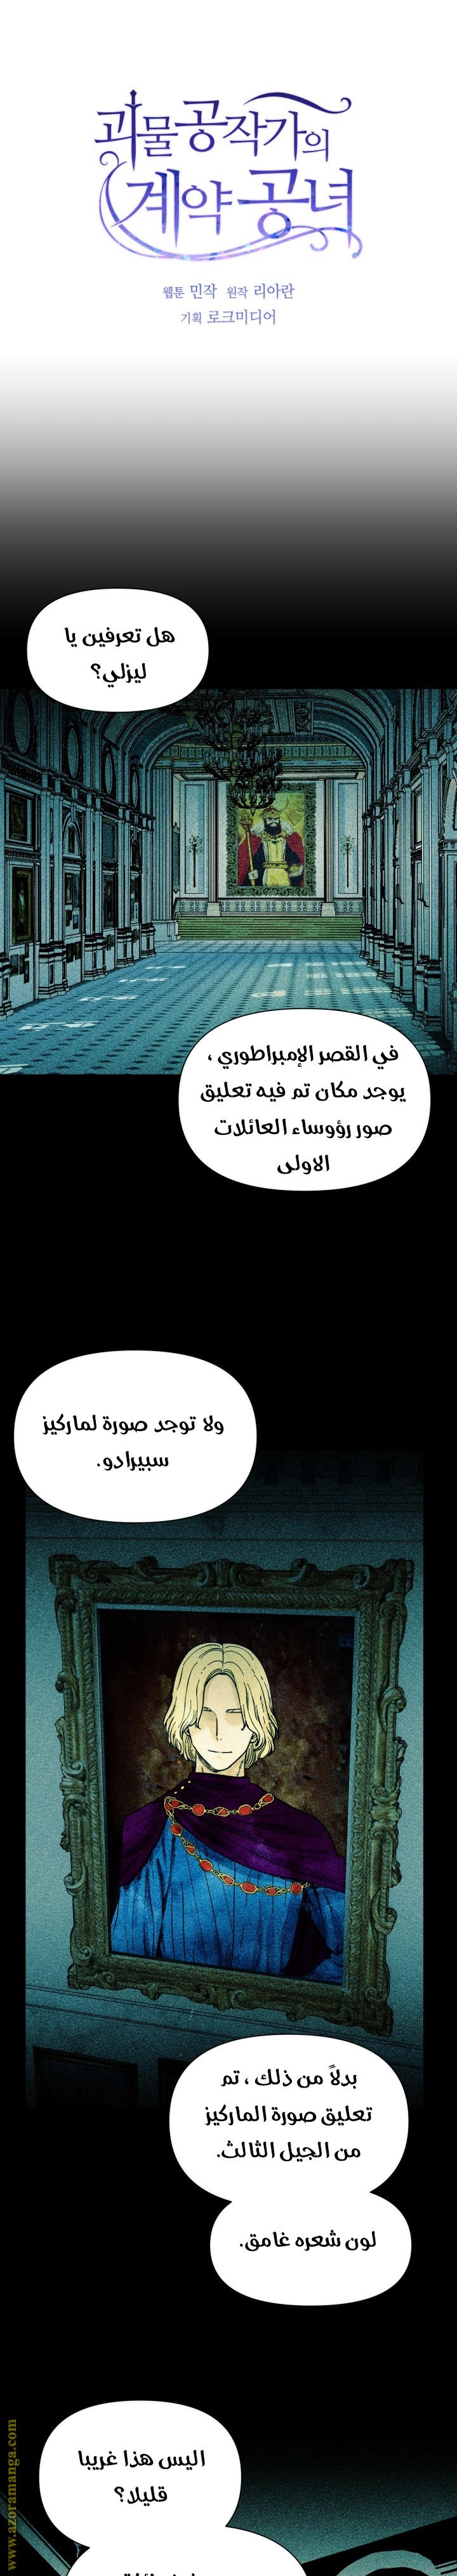 괴물 공작가의
계약 공녀
웹툰 민작 원작 리아란
기획 로크미디어
هل تعرفين يا
ليزلي؟
في القصر الإمبراطوري ،
يوجد مكان تم فيه تعليق
صور رؤوساء العائلات
الاولى
ولا توجد صورة لماركيز
سبيرادو.
بدلاً من ذلك ، تم
تعليق صورة الماركيز
من الجيل الثالث.
لون شعره غامق.
اليس هذا غريبا
قليلا؟
www.azoramanga.com